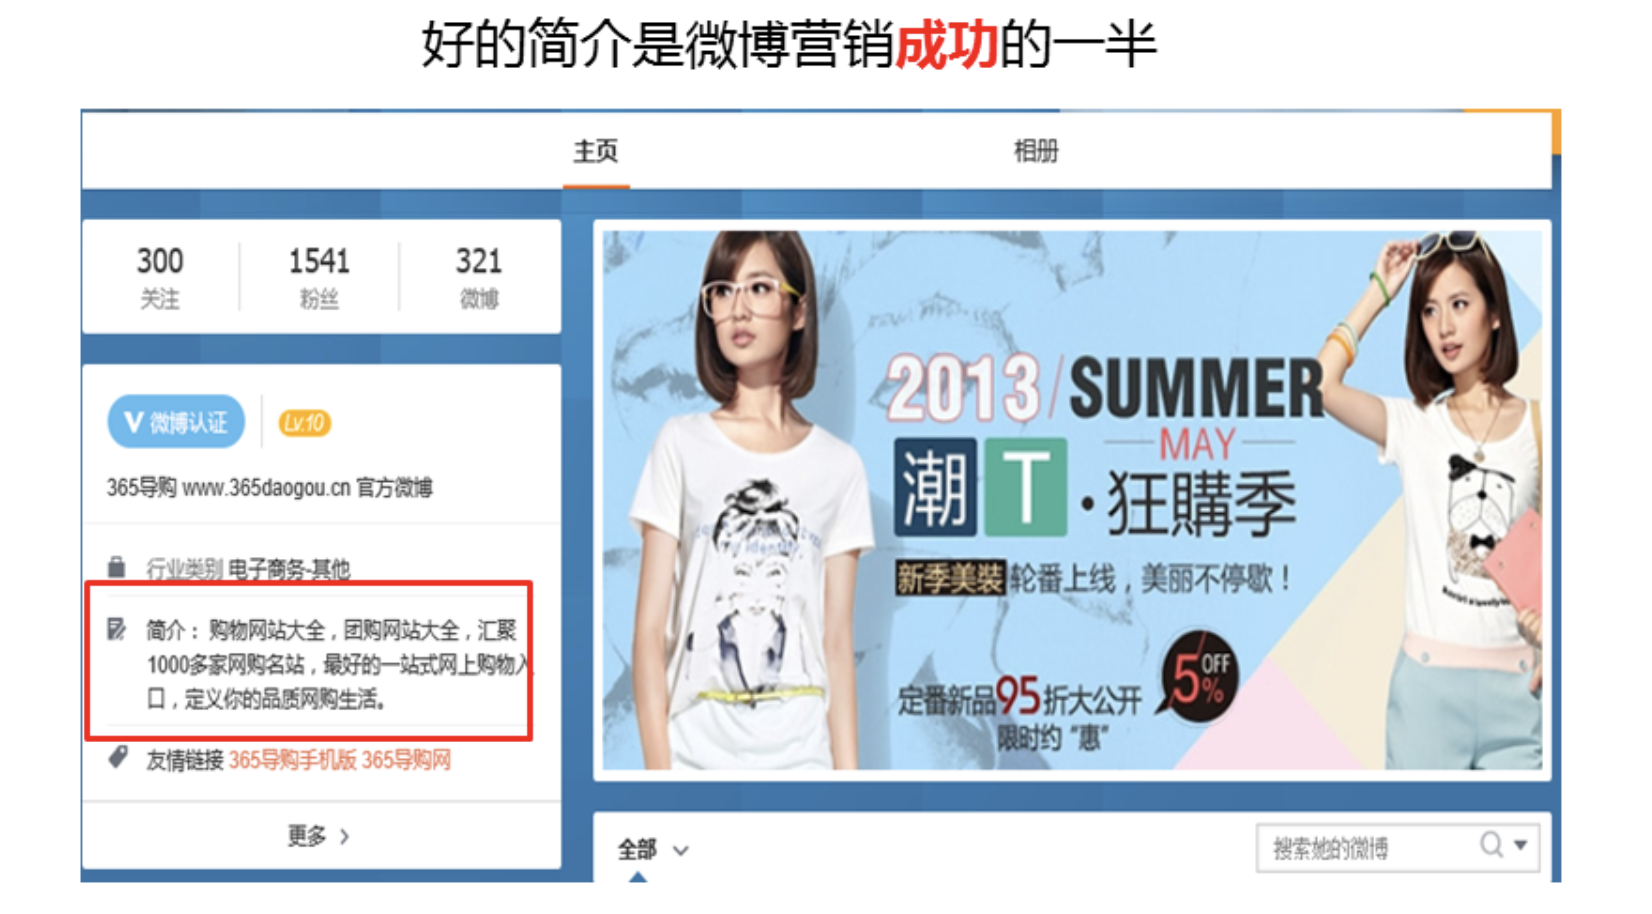 好的简介是微博营销成功的一半
主页
相册
300
关注
1541
粉丝
321
微博
V 微博认证
Lv.10
365导购 www.365daogou.cn 官方微博
行业类别 电子商务-其他
简介： 购物网站大全，团购网站大全，汇聚
1000多家网购名站，最好的一站式网上购物入
口，定义你的品质网购生活。
友情链接 365导购手机版 365导购网
更多 >
2013/SUMMER
MAY
潮T·狂購季
新季美裝轮番上线，美丽不停歇！
定番新品95折大公开
限时约“惠”
5% OFF
全部
搜索她的微博